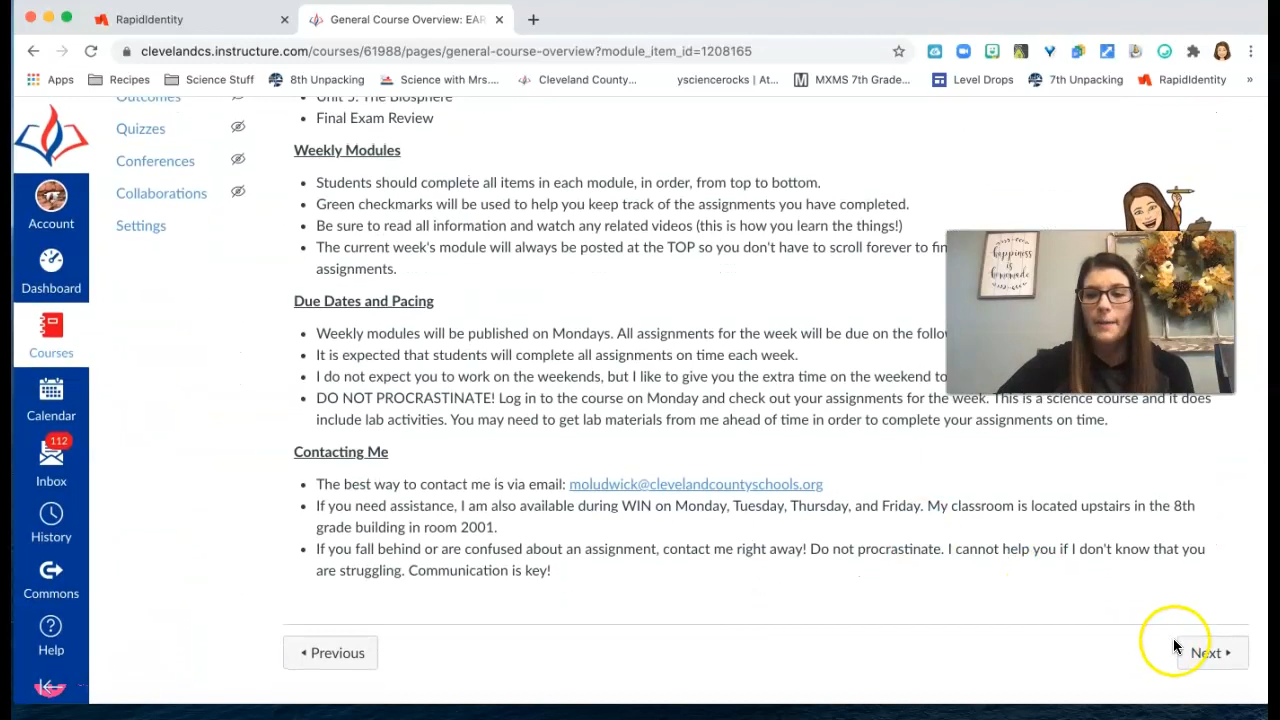 RapidIdentity
General Course Overview: EAR
clevelandcs.instructure.com/courses/61988/pages/general-course-overview?module_item_id=1208165
Apps
Recipes
Science Stuff
8th Unpacking
Science with Mrs....
Cleveland County...
ysciencerocks | At...
MXMS 7th Grade...
Level Drops
7th Unpacking
RapidIdentity
»
Account
Dashboard
Courses
Calendar
112
Inbox
History
Commons
Help
Outcomes
Quizzes
Conferences
Collaborations
Settings
• Unit 5: The Biosphere
• Final Exam Review
Weekly Modules
• Students should complete all items in each module, in order, from top to bottom.
• Green checkmarks will be used to help you keep track of the assignments you have completed.
• Be sure to read all information and watch any related videos (this is how you learn the things!)
• The current week's module will always be posted at the TOP so you don't have to scroll forever to
assignments.
Due Dates and Pacing
• Weekly modules will be published on Mondays. All assignments for the week will be due on the
• It is expected that students will complete all assignments on time each week.
• I do not expect you to work on the weekends, but I like to give you the extra time on the weekend to
• DO NOT PROCRASTINATE! Log in to the course on Monday and check out your assignments for the week. This is a science course and it does
include lab activities. You may need to get lab materials from me ahead of time in order to complete your assignments on time.
Contacting Me
• The best way to contact me is via email: moludwick@clevelandcountyschools.org
• If you need assistance, I am also available during WIN on Monday, Tuesday, Thursday, and Friday. My classroom is located upstairs in the 8th
grade building in room 2001.
• If you fall behind or are confused about an assignment, contact me right away! Do not procrastinate. I cannot help you if I don't know that you
are struggling. Communication is key!
Previous
Next
happiness
is
homemade